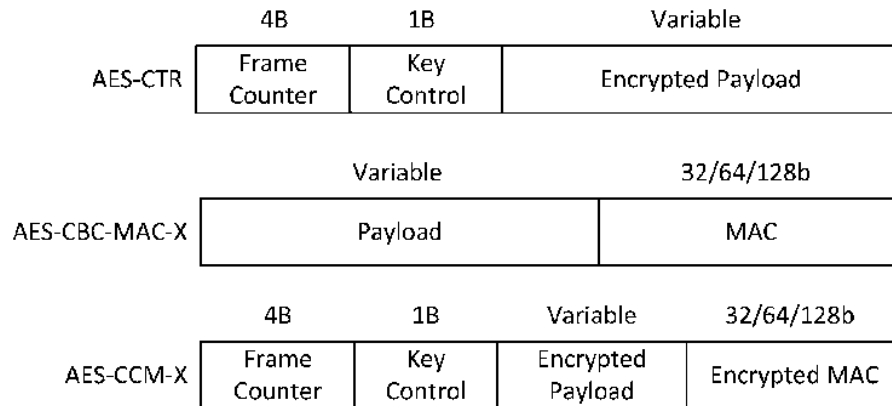 4B 1B Variable
AES-CTR Frame Counter Key Control Encrypted Payload
Variable 32/64/128b
AES-CBC-MAC-X Payload MAC
4B 1B Variable 32/64/128b
AES-CCM-X Frame Counter Key Control Encrypted Payload Encrypted MAC